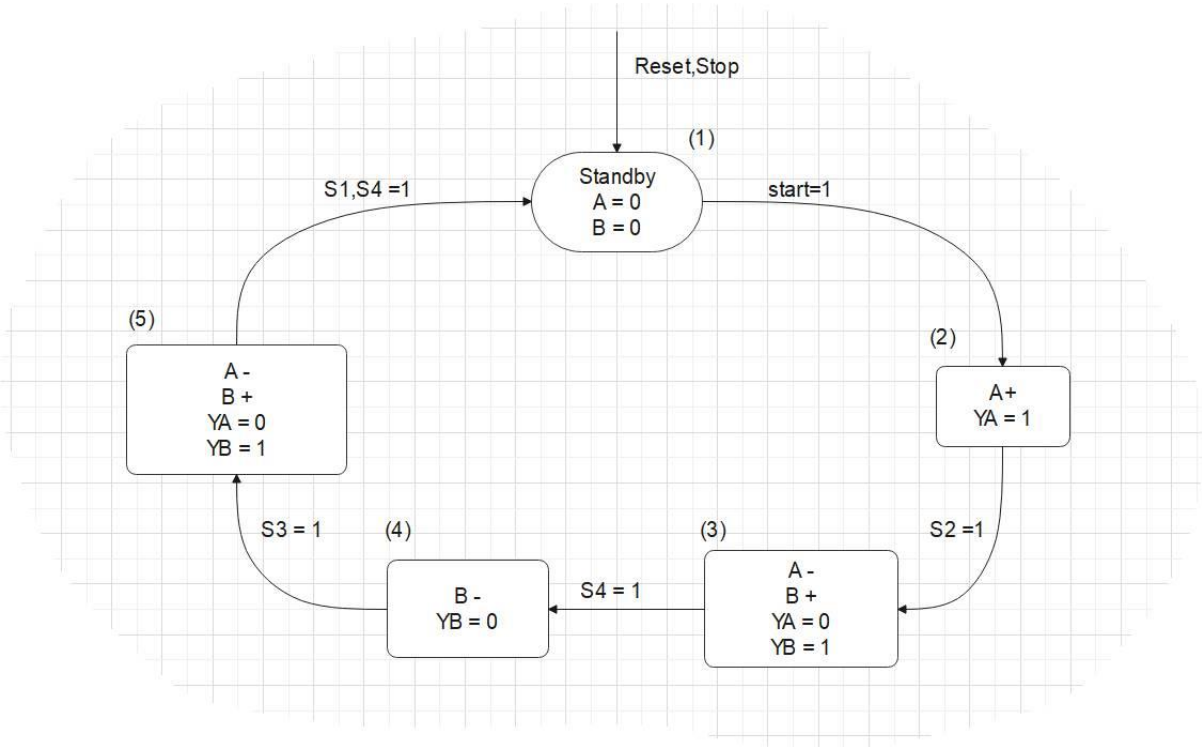 Reset,Stop
(1)
Standby
A = 0
B = 0
start=1
(2)
A+
YA = 1
S2 =1
(3)
A -
B +
YA = 0
YB = 1
S4 = 1
(4)
B -
YB = 0
S3 = 1
(5)
A -
B +
YA = 0
YB = 1
S1,S4 =1